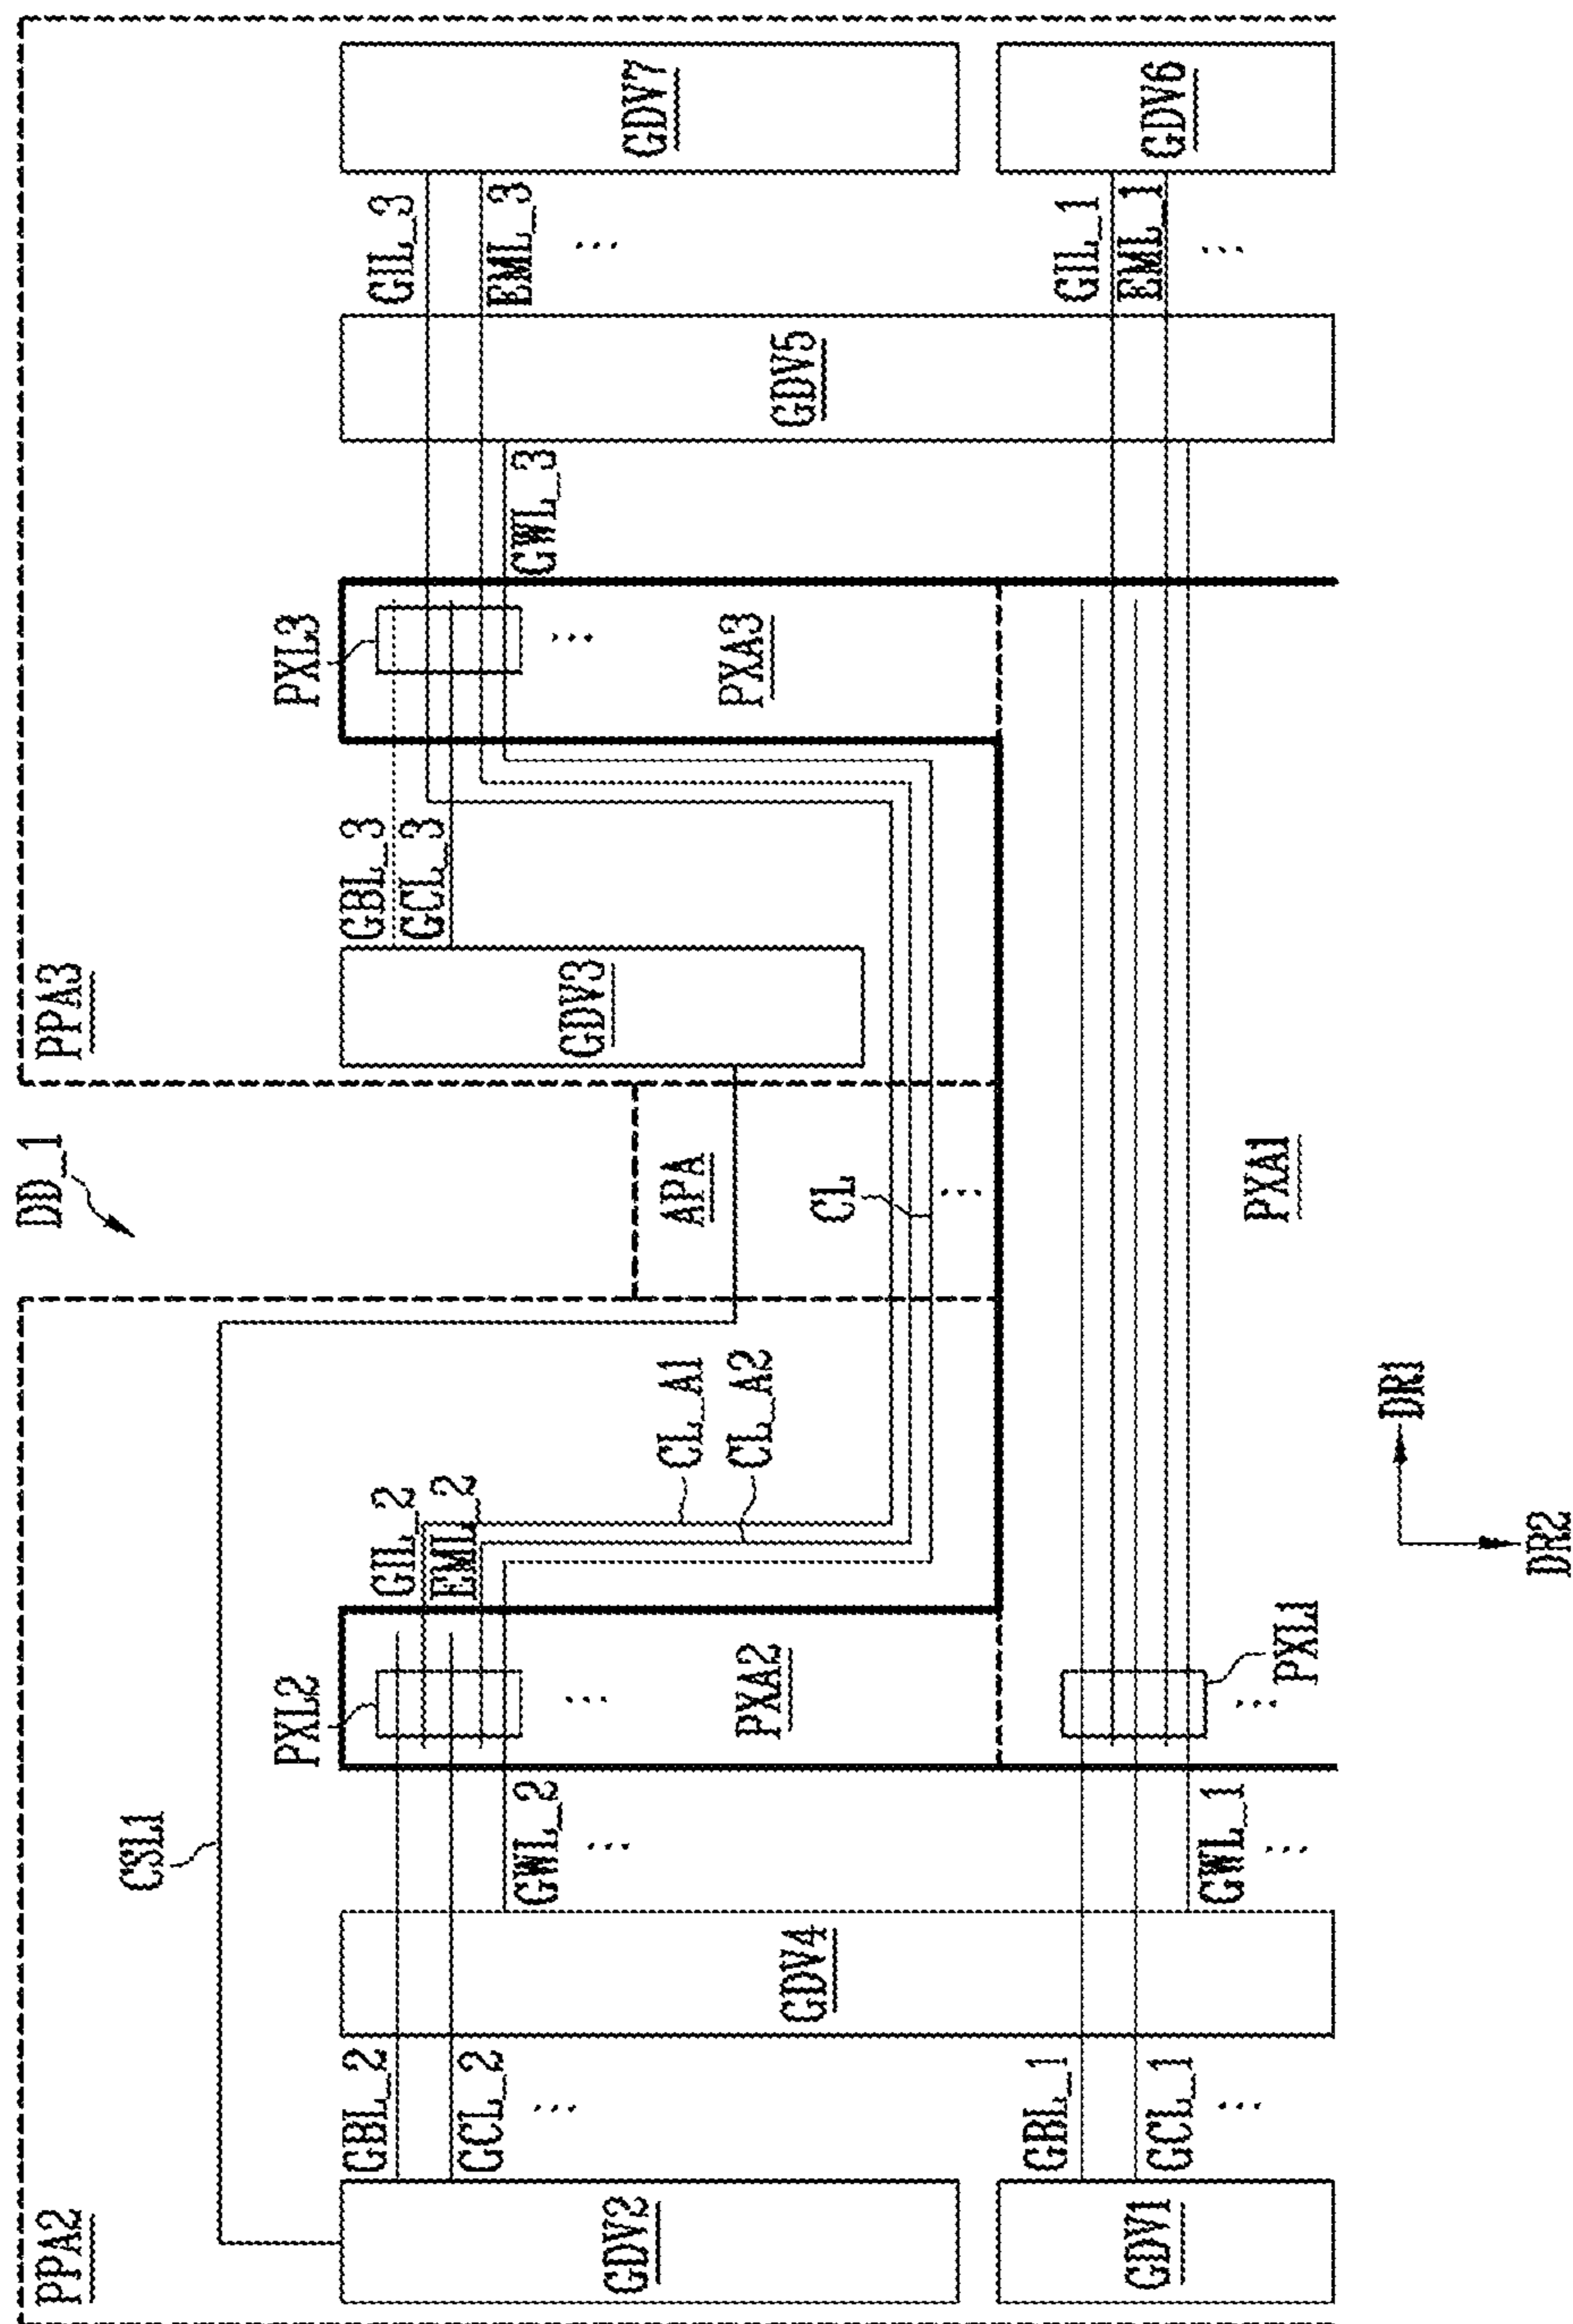 PPA2
DD_1
PPA3
CSL1
PXL2
PXL3
GBL_2
GIL_2
GBL_3
GIL_3
GCL_2
EML_2
GCL_3
EML_3
GWL_2
GWL_3
GDV2
GDV3
GDV7
CL_A1
APA
CL_A2
PXA2
PXA3
GDV4
GDV5
CL
GBL_1
GIL_1
EML_1
GDV1
GCL_1
GDV6
GWL_1
PXA1
PXL1
DR1
DR2